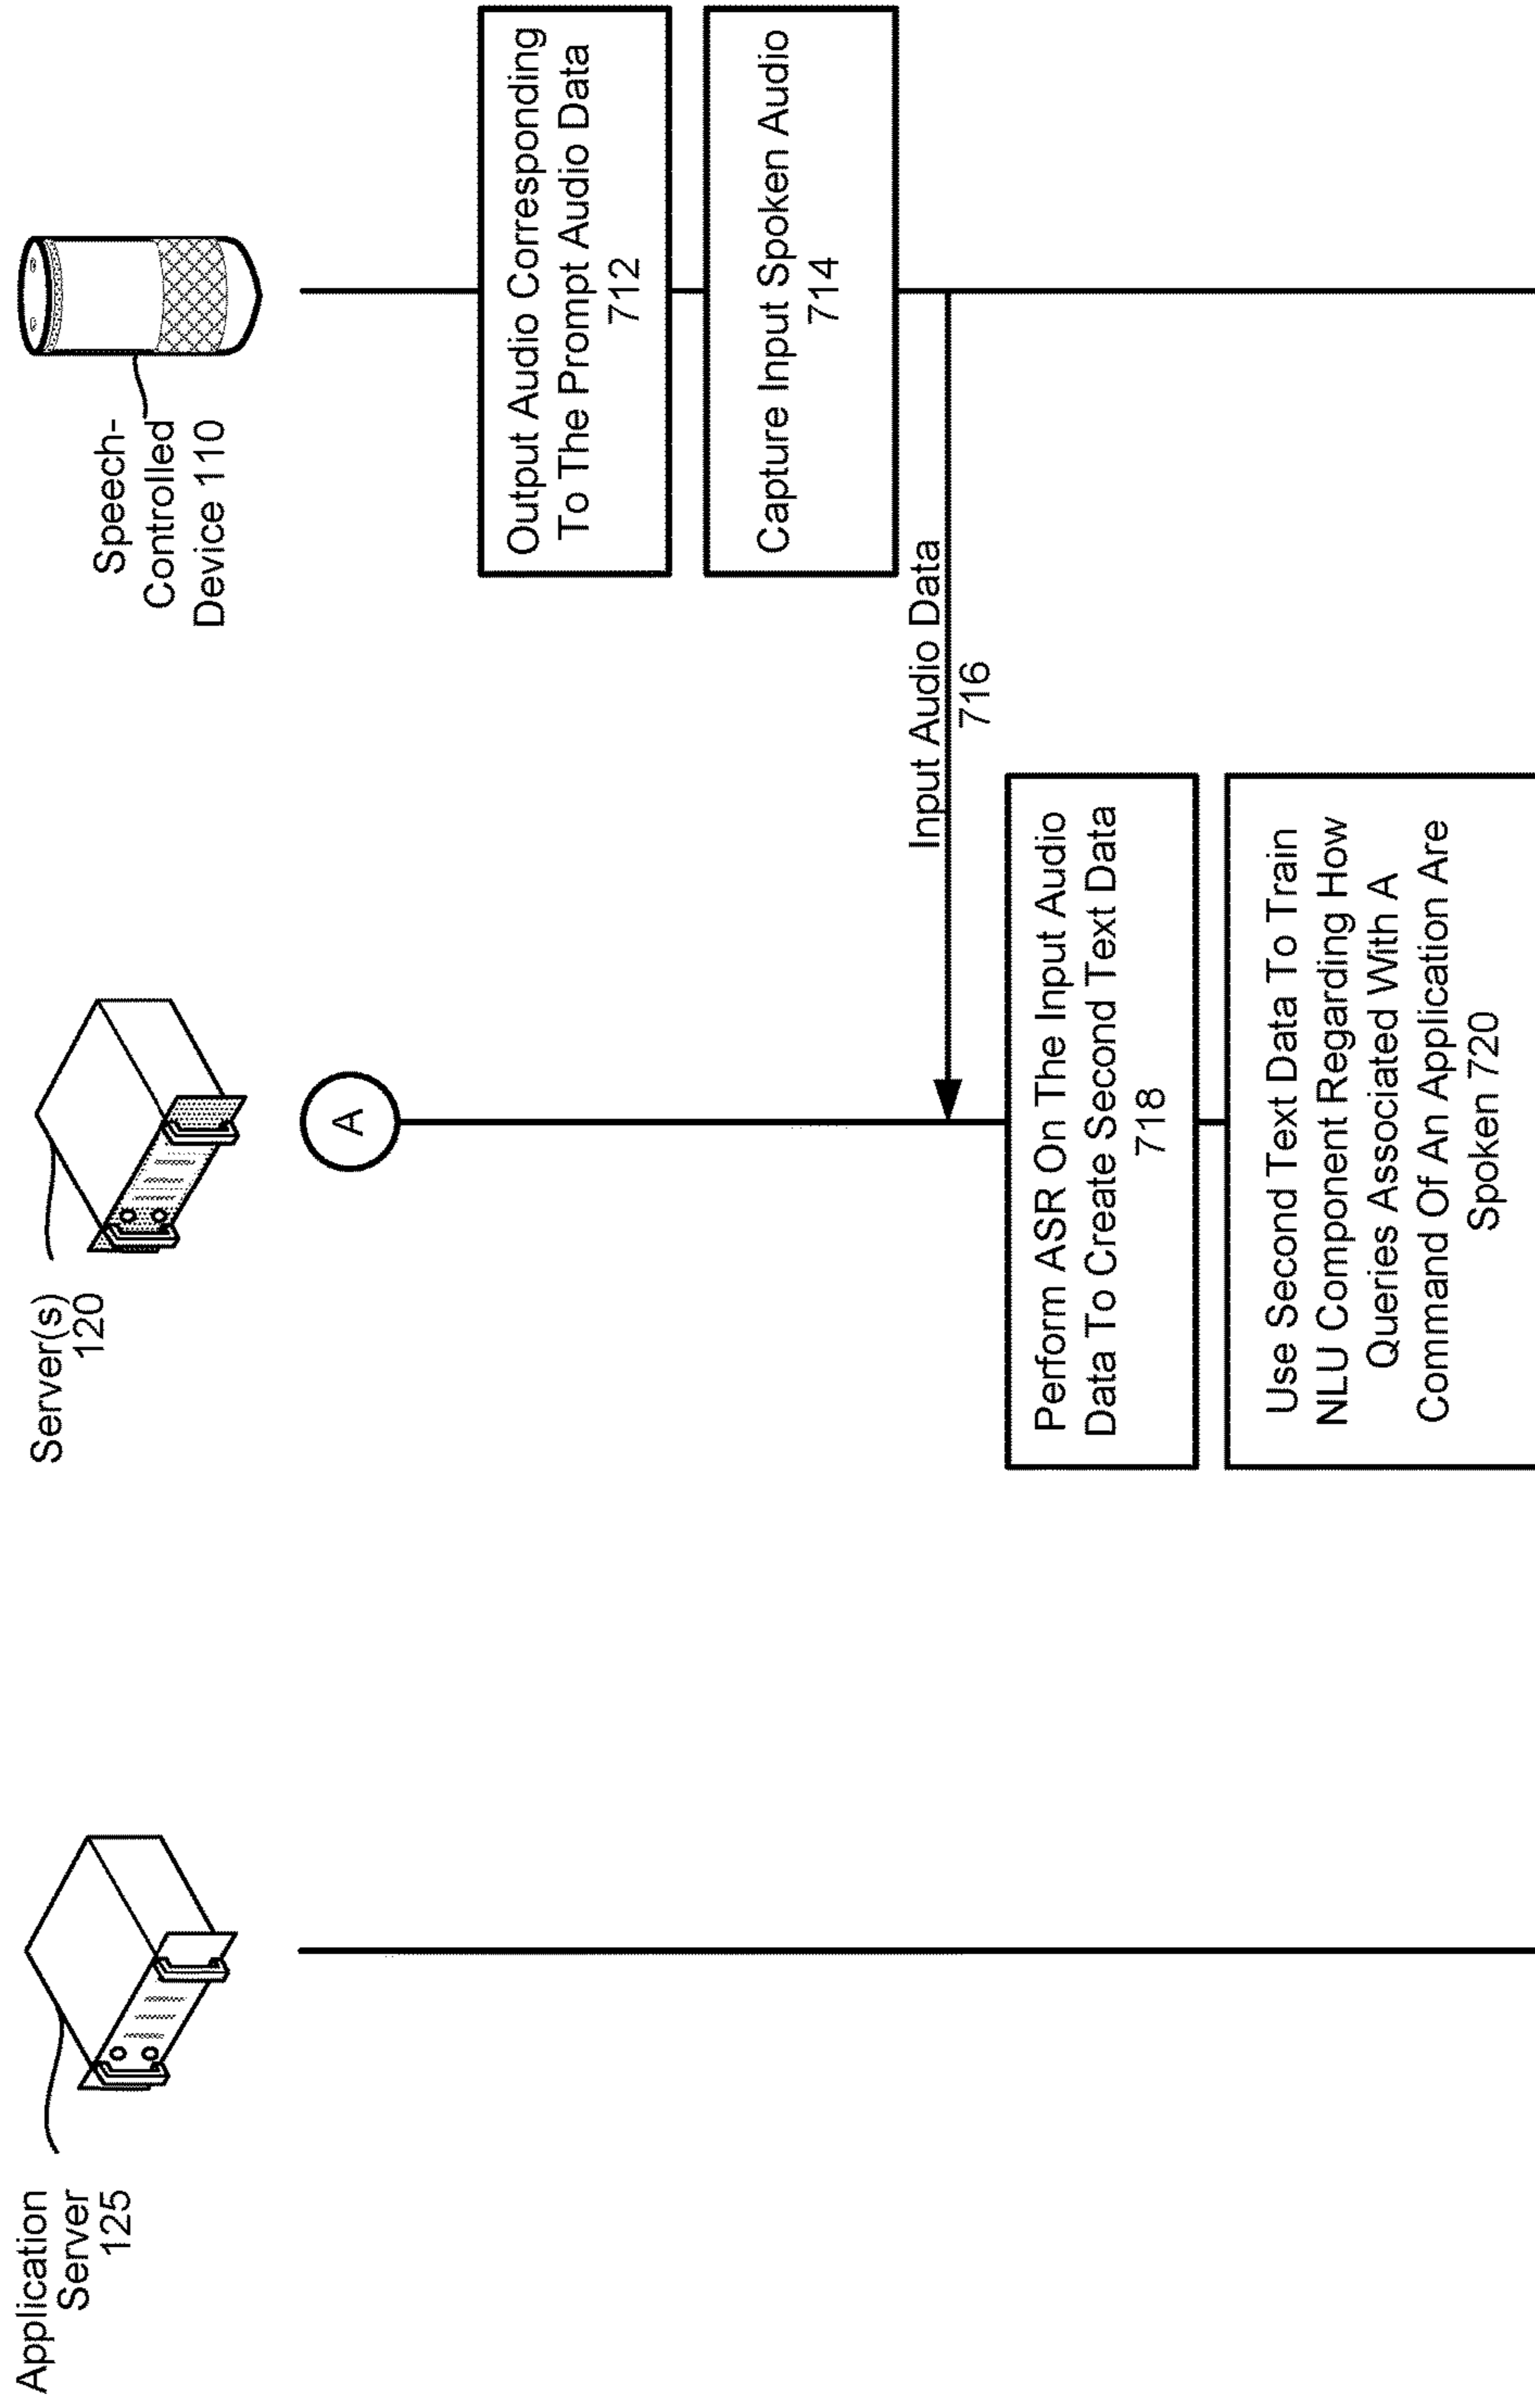 Application
Server
125
Server(s)
120
Speech-
Controlled
Device 110
A
Output Audio Corresponding
To The Prompt Audio Data
712
Capture Input Spoken Audio
714
Input Audio Data
716
Perform ASR On The Input Audio
Data To Create Second Text Data
718
Use Second Text Data To Train
NLU Component Regarding How
Queries Associated With A
Command Of An Application Are
Spoken 720